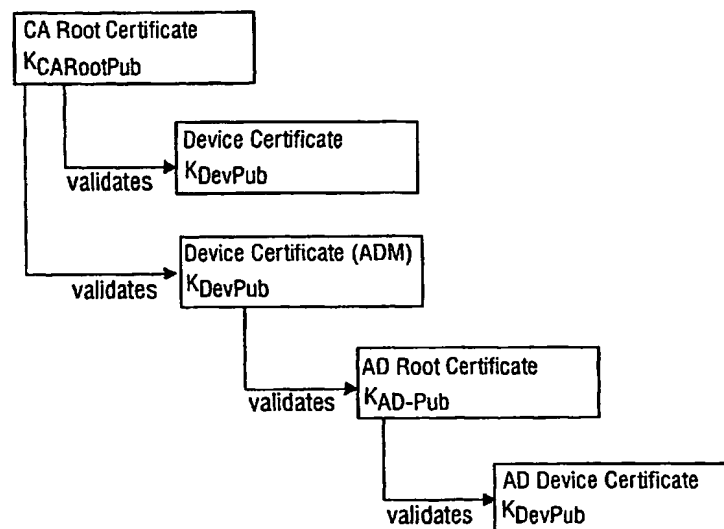 CA Root Certificate
KCARootPub
Device Certificate
KDevPub
validates
Device Certificate (ADM)
KDevPub
validates
AD Root Certificate
KAD-Pub
validates
AD Device Certificate
KDevPub
validates